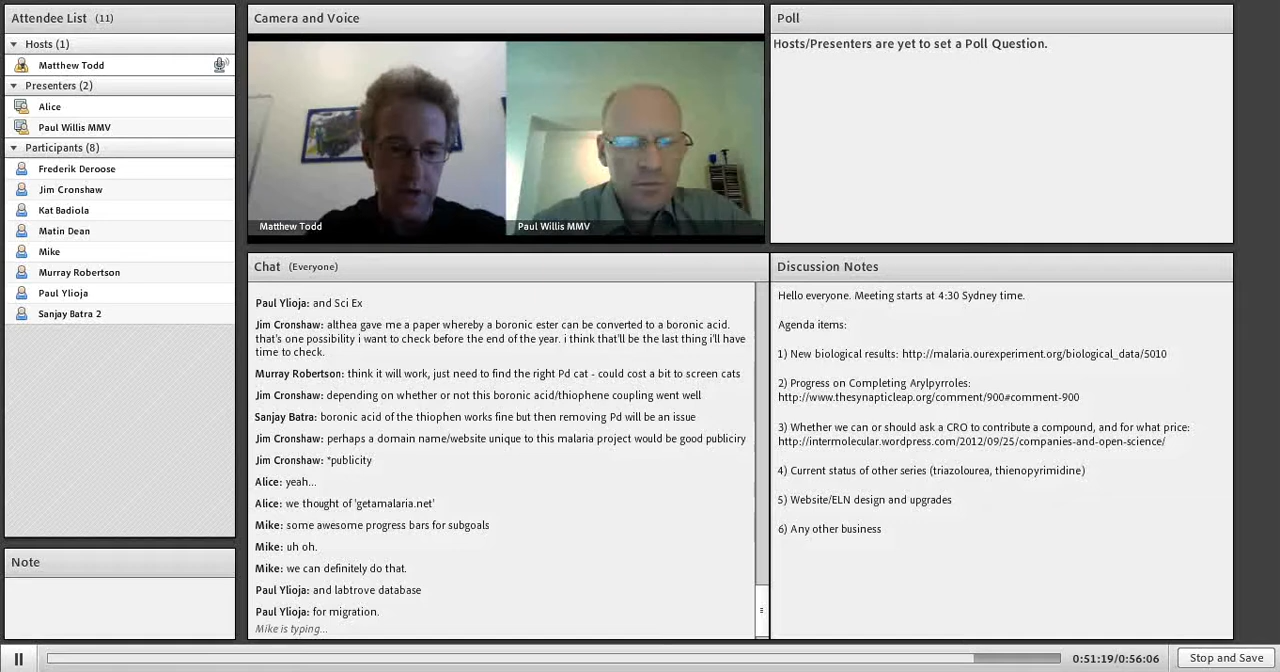 Attendee List (11)
Hosts (1)
Matthew Todd
Presenters (2)
Alice
Paul Willis MMV
Participants (8)
Frederik Deroose
Jim Cronshaw
Kat Badiola
Matin Dean
Mike
Murray Robertson
Paul Ylioja
Sanjay Batra 2
Note
Camera and Voice
Matthew Todd
Paul Willis MMV
Poll
Hosts/Presenters are yet to set a Poll Question.
Chat (Everyone)
Paul Ylioja: and Sci Ex
Jim Cronshaw: althea gave me a paper whereby a boronic ester can be converted to a boronic acid.
that's one possibility i want to check before the end of the year. i think that'll be the last thing i'll have
time to check.
Murray Robertson: think it will work, just need to find the right Pd cat - could cost a bit to screen cats
Jim Cronshaw: depending on whether or not this boronic acid/thiophene coupling went well
Sanjay Batra: boronic acid of the thiophen works fine but then removing Pd will be an issue
Jim Cronshaw: perhaps a domain name/website unique to this malaria project would be good publiciry
Jim Cronshaw: *publicity
Alice: yeah...
Alice: we thought of 'getamalaria.net'
Mike: some awesome progress bars for subgoals
Mike: uh oh.
Mike: we can definitely do that.
Paul Ylioja: and labtrove database
Paul Ylioja: for migration.
Mike is typing...
Discussion Notes
Hello everyone. Meeting starts at 4:30 Sydney time.
Agenda items:
1) New biological results: http://malaria.ourexperiment.org/biological_data/5010
2) Progress on Completing Arylpyrroles:
http://www.thesynapticleap.org/comment/900#comment-900
3) Whether we can or should ask a CRO to contribute a compound, and for what price:
http://intermolecular.wordpress.com/2012/09/25/companies-and-open-science/
4) Current status of other series (triazolourea, thienopyrimidine)
5) Website/ELN design and upgrades
6) Any other business
0:51:19/0:56:06
Stop and Save